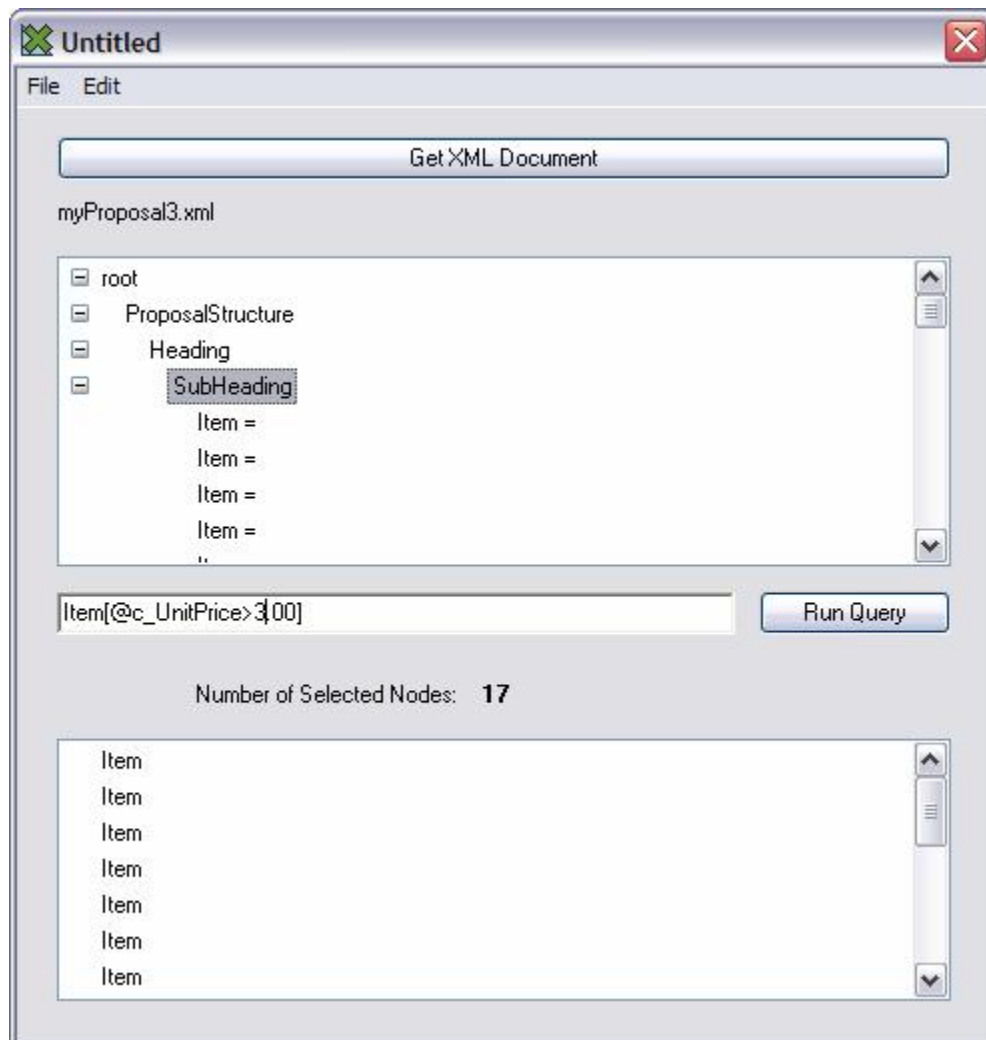 Untitled
File Edit
Get XML Document
myProposal3.xml
root
ProposalStructure
Heading
SubHeading
Item =
Item =
Item =
Item =
Item[@c_UnitPrice>3.00] Run Query
Number of Selected Nodes: 17
Item
Item
Item
Item
Item
Item
Item